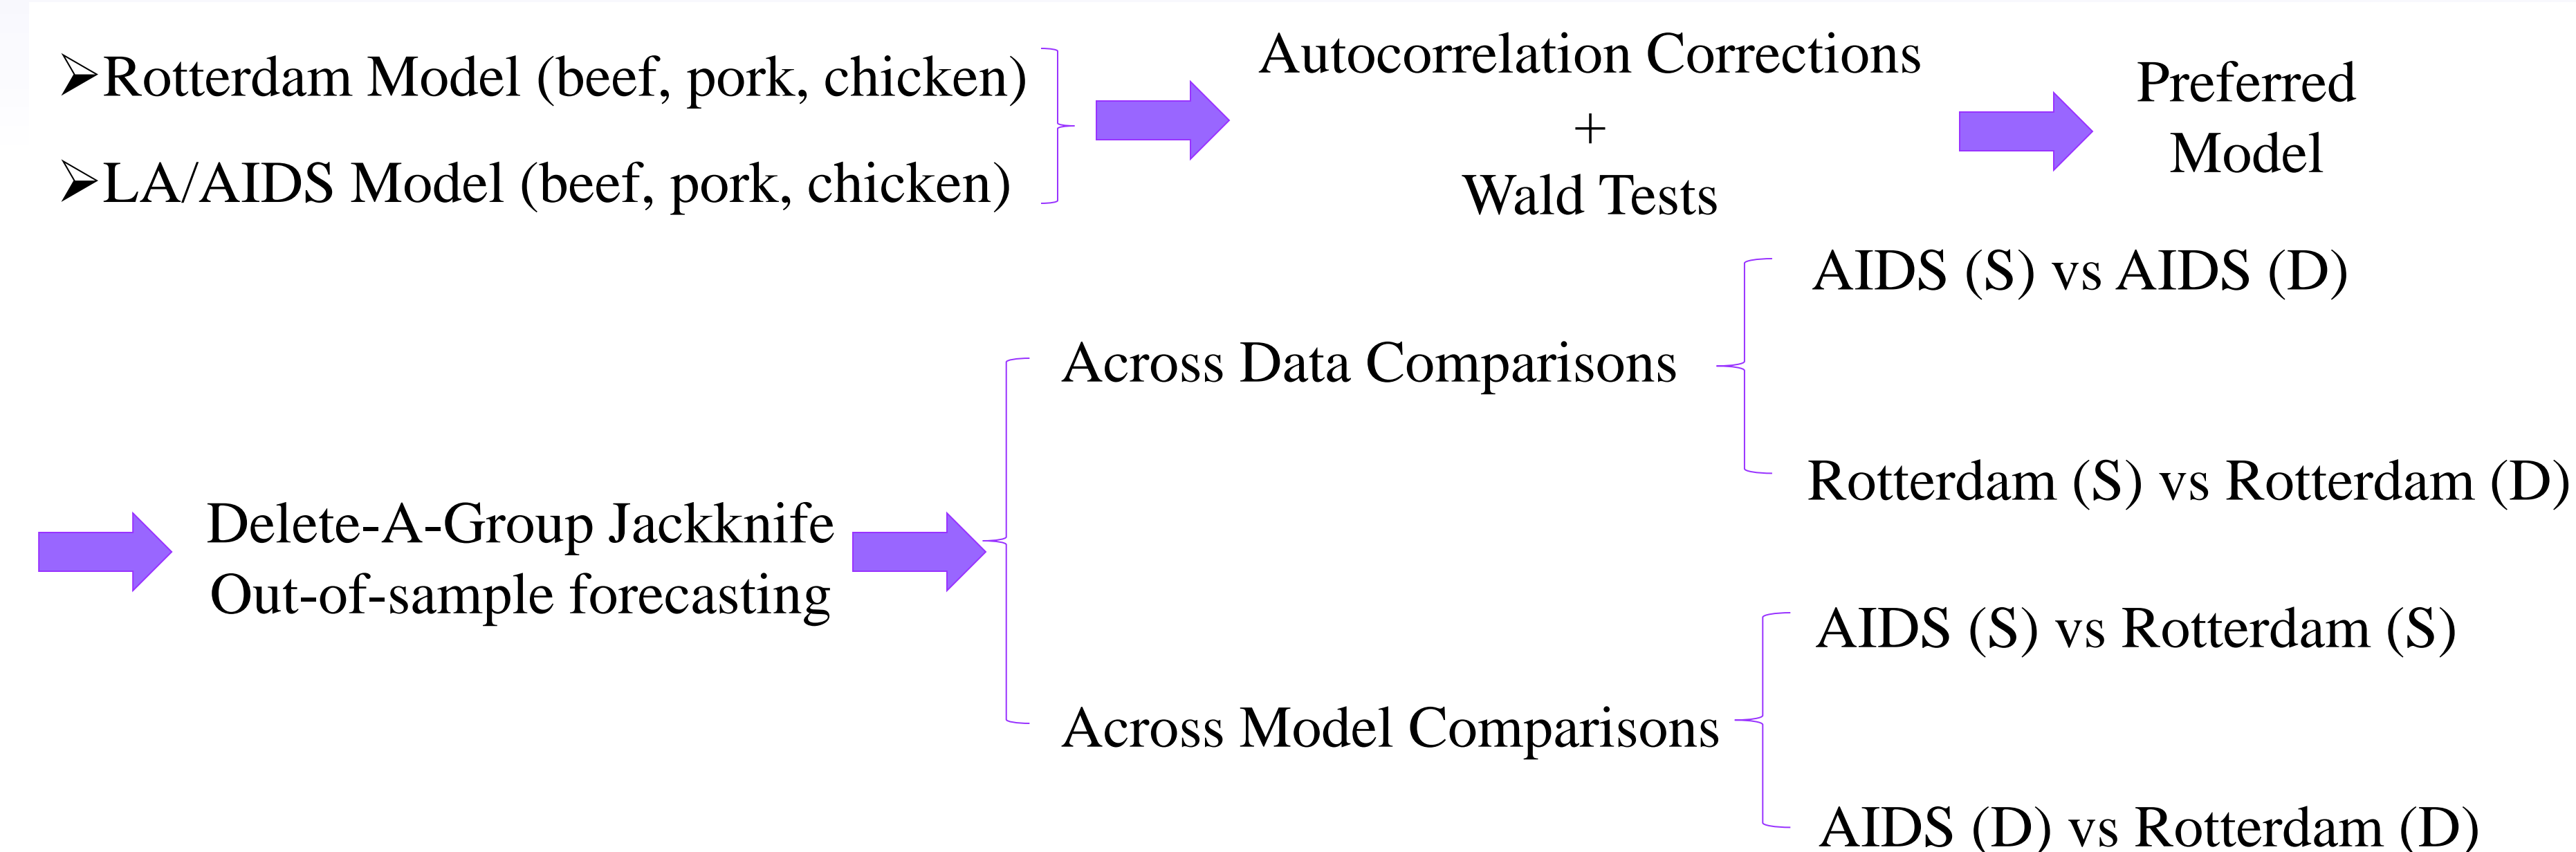 ➢Rotterdam Model (beef, pork, chicken)
➢LA/AIDS Model (beef, pork, chicken)
Autocorrelation Corrections
+
Wald Tests
Preferred
Model
Delete-A-Group Jackknife
Out-of-sample forecasting
Across Data Comparisons
AIDS (S) vs AIDS (D)
Rotterdam (S) vs Rotterdam (D)
Across Model Comparisons
AIDS (S) vs Rotterdam (S)
AIDS (D) vs Rotterdam (D)